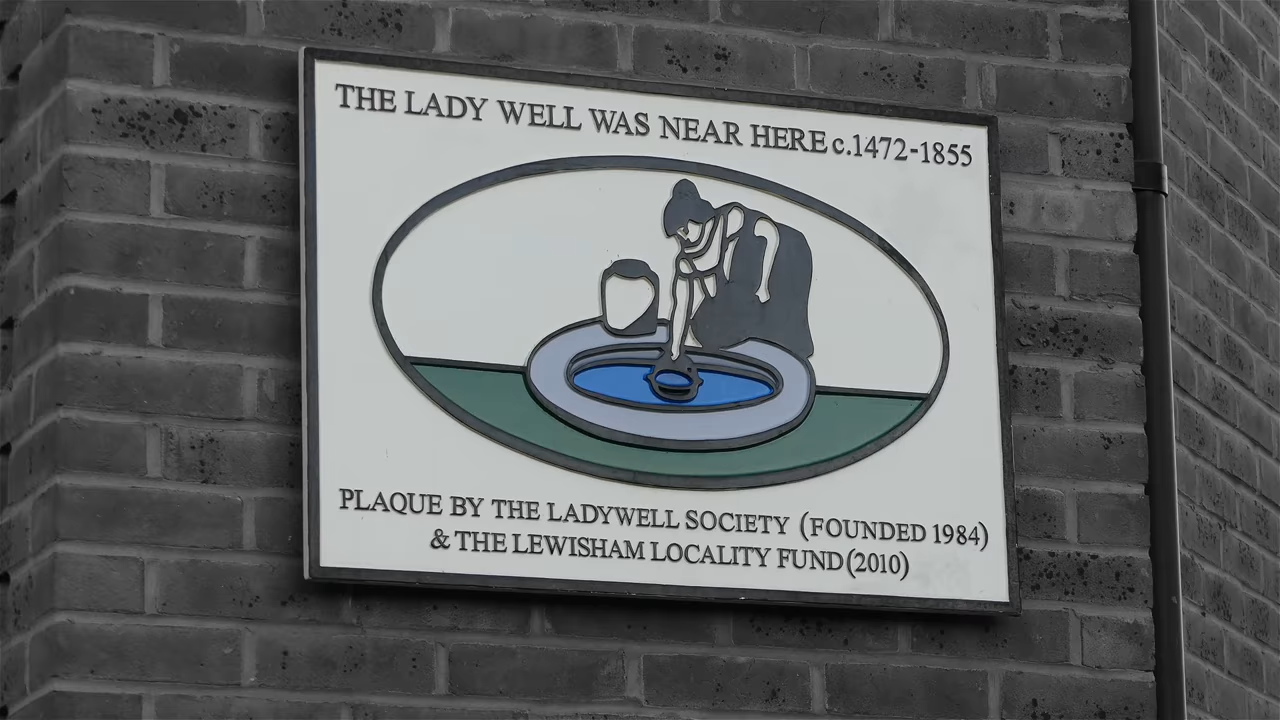 THE LADY WELL WAS NEAR HERE c.1472-1855
PLAQUE BY THE LADYWELL SOCIETY (FOUNDED 1984)
& THE LEWISHAM LOCALITY FUND (2010)